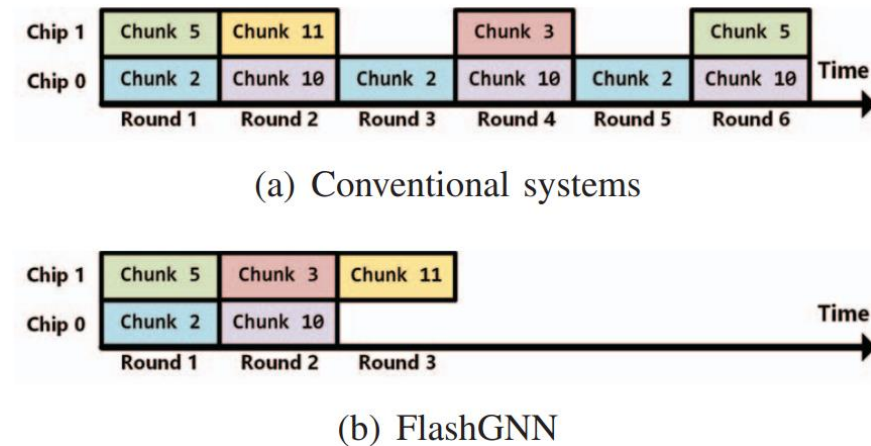 Chip 1 Chunk 5 Chunk 11 Chunk 3 Chunk 5
Chip 0 Chunk 2 Chunk 10 Chunk 2 Chunk 10 Chunk 2 Chunk 10 Time
Round 1 Round 2 Round 3 Round 4 Round 5 Round 6
(a) Conventional systems
Chip 1 Chunk 5 Chunk 3 Chunk 11
Chip 0 Chunk 2 Chunk 10 Time
Round 1 Round 2 Round 3
(b) FlashGNN